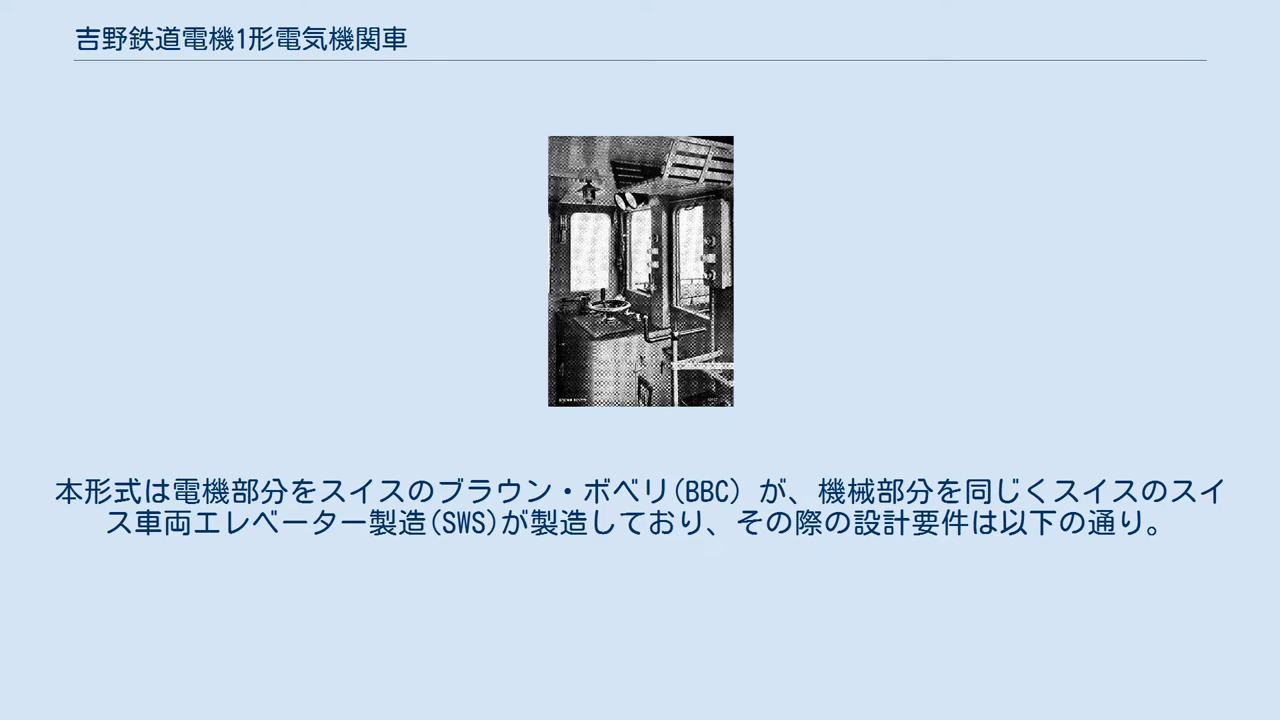 吉野鉄道電機1形電気機関車
本形式は電機部分をスイスのブラウン・ボベリ(BBC) が、機械部分を同じくスイスのスイ
ス車両エレベーター製造(SWS)が製造しており、その際の設計要件は以下の通り。